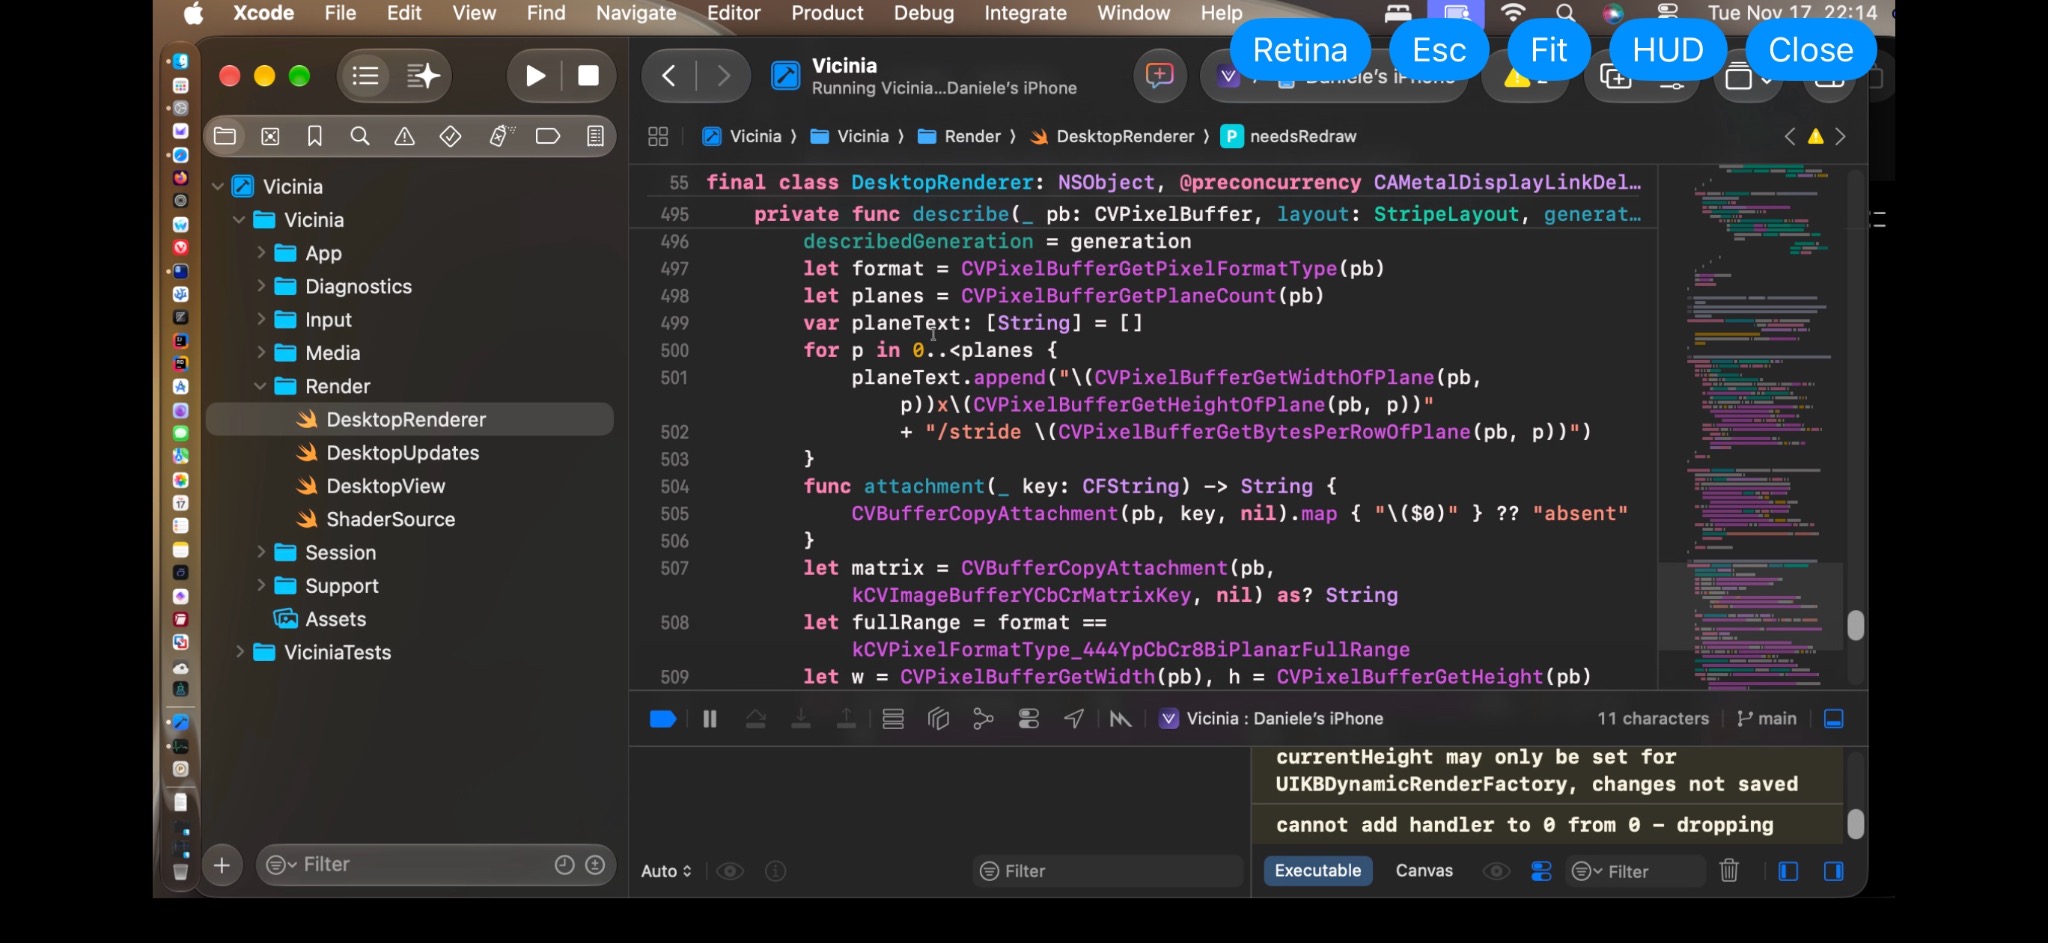 Xcode File Edit View Find Navigate Editor Product Debug Integrate Window Help Tue Nov 17 22:14
Retina Esc Fit HUD Close
Vicinia
Running Vicinia...Daniele's iPhone
Daniele's iPhone
Vicinia Vicinia Render DesktopRenderer P needsRedraw
Vicinia
Vicinia
App
Diagnostics
Input
Media
Render
DesktopRenderer
DesktopUpdates
DesktopView
ShaderSource
Session
Support
Assets
ViciniaTests
Filter
55 final class DesktopRenderer: NSObject, @preconcurrency CAMetalDisplayLinkDel…
495 private func describe(_ pb: CVPixelBuffer, layout: StripeLayout, generat…
496 describedGeneration = generation
497 let format = CVPixelBufferGetPixelFormatType(pb)
498 let planes = CVPixelBufferGetPlaneCount(pb)
499 var planeText: [String] = []
500 for p in 0..<planes {
501 planeText.append("\(CVPixelBufferGetWidthOfPlane(pb,
p))x\(CVPixelBufferGetHeightOfPlane(pb, p))"
502 + "/stride \(CVPixelBufferGetBytesPerRowOfPlane(pb, p))")
503 }
504 func attachment(_ key: CFString) -> String {
505 CVBufferCopyAttachment(pb, key, nil).map { "\($0)" } ?? "absent"
506 }
507 let matrix = CVBufferCopyAttachment(pb,
kCVImageBufferYCbCrMatrixKey, nil) as? String
508 let fullRange = format ==
kCVPixelFormatType_444YpCbCr8BiPlanarFullRange
509 let w = CVPixelBufferGetWidth(pb), h = CVPixelBufferGetHeight(pb)
Vicinia : Daniele's iPhone 11 characters main
currentHeight may only be set for
UIKBDynamicRenderFactory, changes not saved
cannot add handler to 0 from 0 - dropping
Auto Filter Executable Canvas Filter